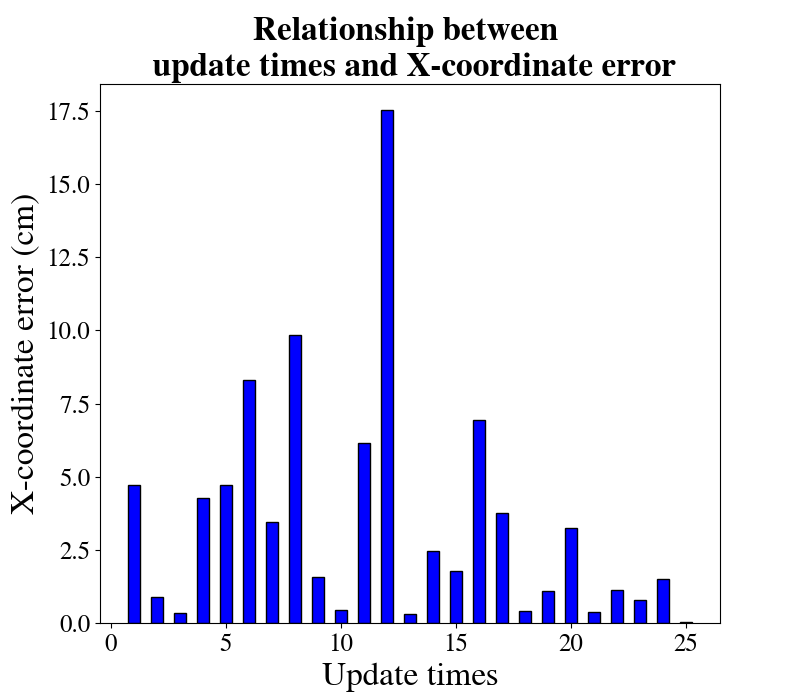 Relationship between
update times and X-coordinate error
17.5
15.0
12.5
10.0
7.5
5.0
2.5
0.0
X-coordinate error (cm)
0 5 10 15 20 25
Update times